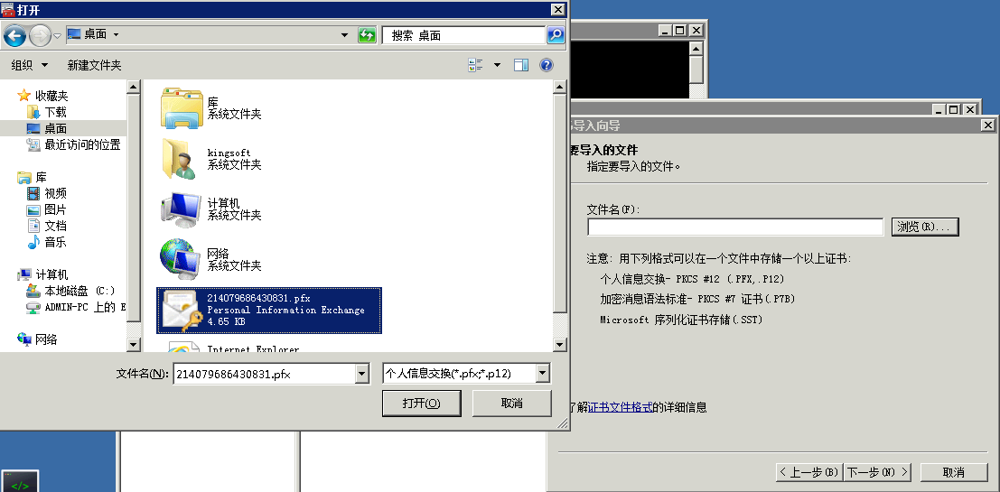 打开
桌面
搜索 桌面
组织
新建文件夹
收藏夹
下载
桌面
最近访问的位置
库
视频
图片
文档
音乐
计算机
本地磁盘 (C:)
ADMIN-PC 上的 E
网络
库
系统文件夹
kingsoft
系统文件夹
计算机
系统文件夹
网络
系统文件夹
214079686430831.pfx
Personal Information Exchange
4.65 KB
Internet Explorer
文件名(N):
214079686430831.pfx
个人信息交换(*.pfx;*.p12)
打开(O)
取消
导入向导
要导入的文件
指定要导入的文件。
文件名(F):
浏览(R)...
注意: 用下列格式可以在一个文件中存储一个以上证书:
个人信息交换- PKCS #12 (.PFX,.P12)
加密消息语法标准- PKCS #7 证书(.P7B)
Microsoft 序列化证书存储(.SST)
了解证书文件格式的详细信息
< 上一步(B)
下一步(N) >
取消